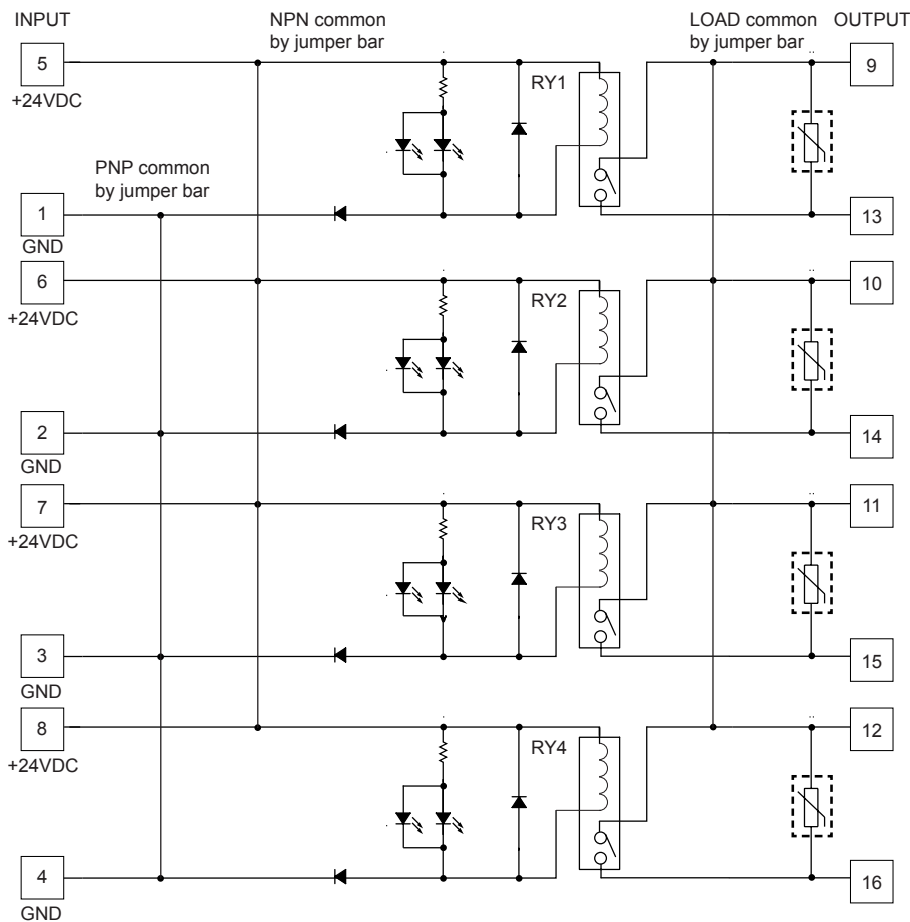 INPUT
NPN common
by jumper bar
LOAD common
by jumper bar
OUTPUT
5
+24VDC
RY1
9
PNP common
by jumper bar
1
GND
13
6
+24VDC
RY2
10
2
GND
14
7
+24VDC
RY3
11
3
GND
15
8
+24VDC
RY4
12
4
GND
16